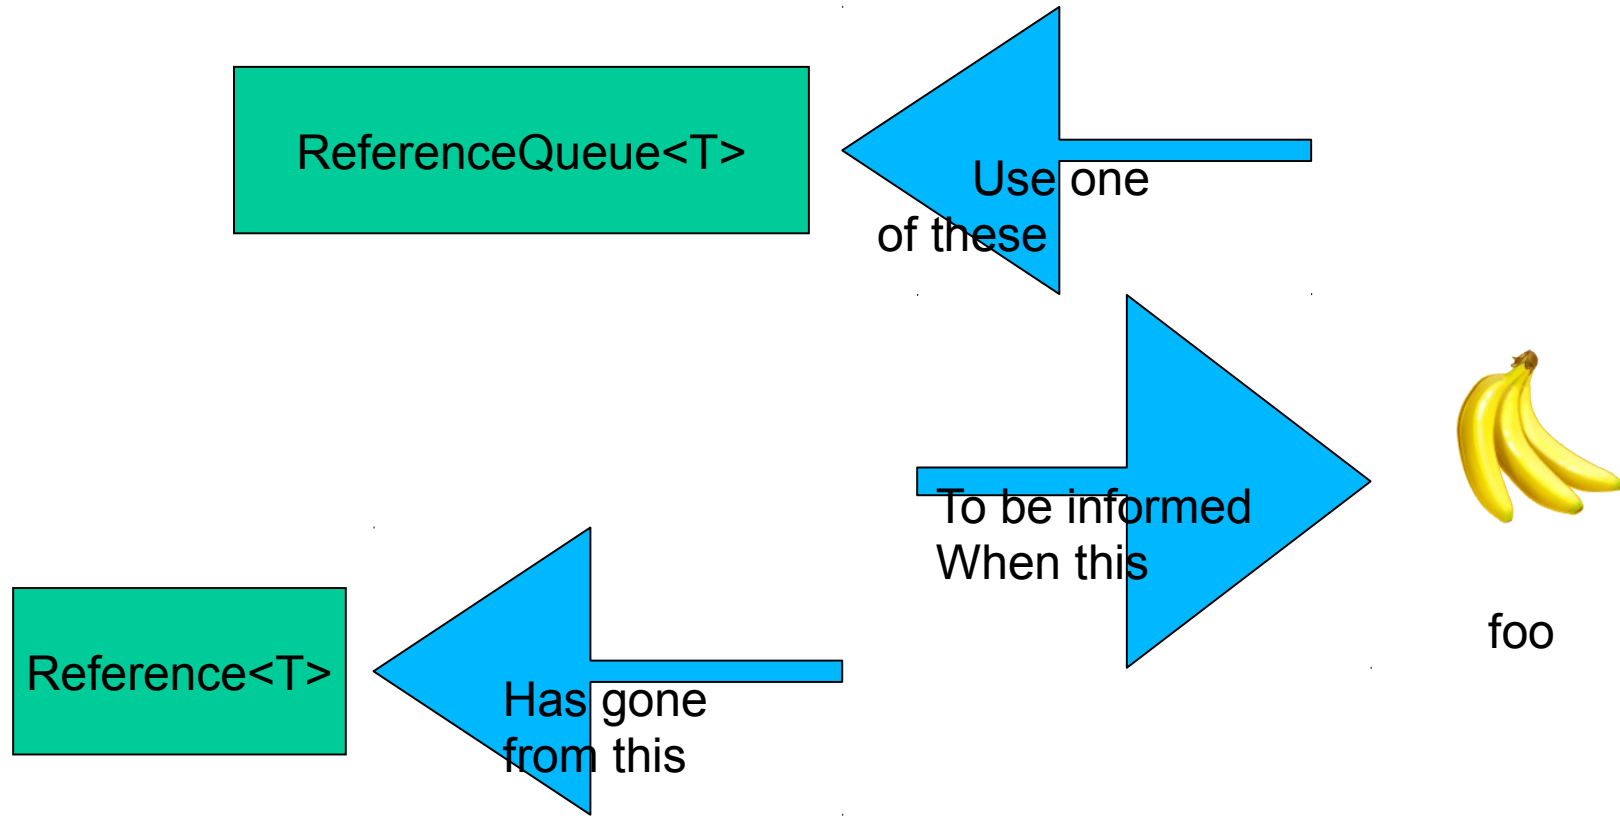 ReferenceQueue<T>
Use one
of these
To be informed
When this
foo
Reference<T>
Has gone
from this